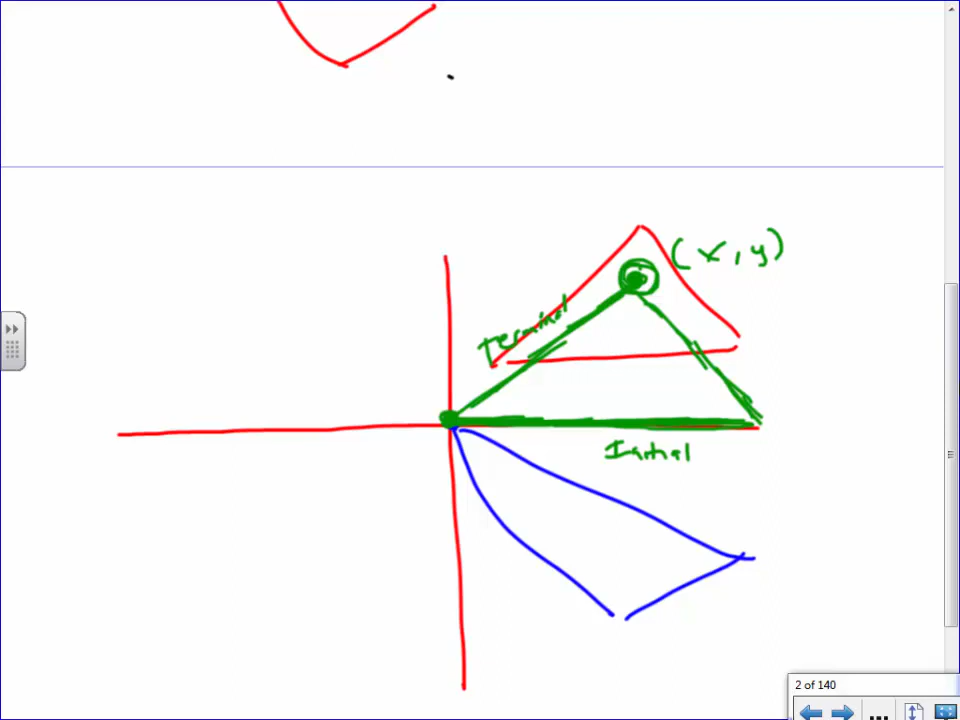 (x, y)
Terminal
Initial
2 of 140